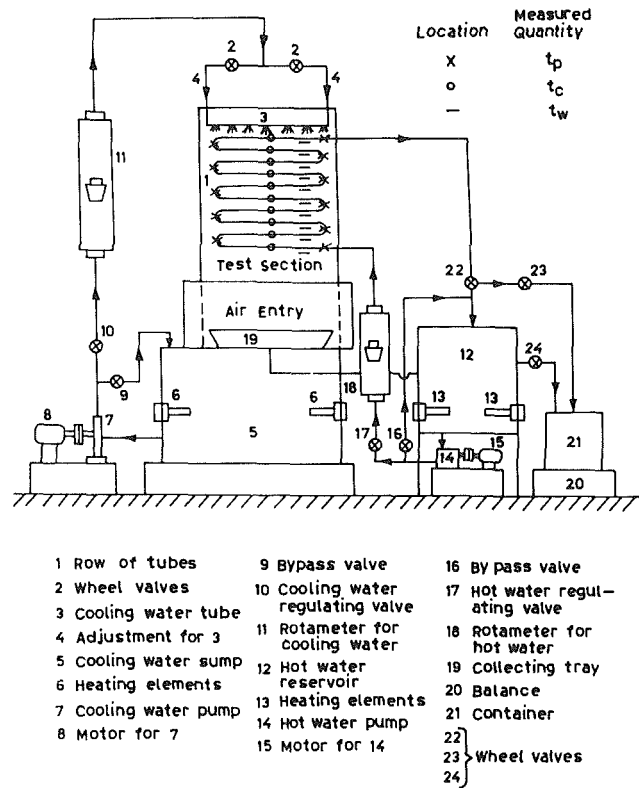 Location Measured Quantity
x tp
o tc
— tw
2 2
4 4
3
11
1
Test Section
22 23
Air Entry
10
19
12
24
9
18
6 6
13 13
8 7
5
17 16
15
14
21
20
1 Row of tubes
2 Wheel valves
3 Cooling water tube
4 Adjustment for 3
5 Cooling water sump
6 Heating elements
7 Cooling water pump
8 Motor for 7
9 Bypass valve
10 Cooling water
regulating valve
11 Rotameter for
cooling water
12 Hot water
reservoir
13 Heating elements
14 Hot water pump
15 Motor for 14
16 By pass valve
17 Hot water regul-
ating valve
18 Rotameter for
hot water
19 Collecting tray
20 Balance
21 Container
22
23 Wheel valves
24